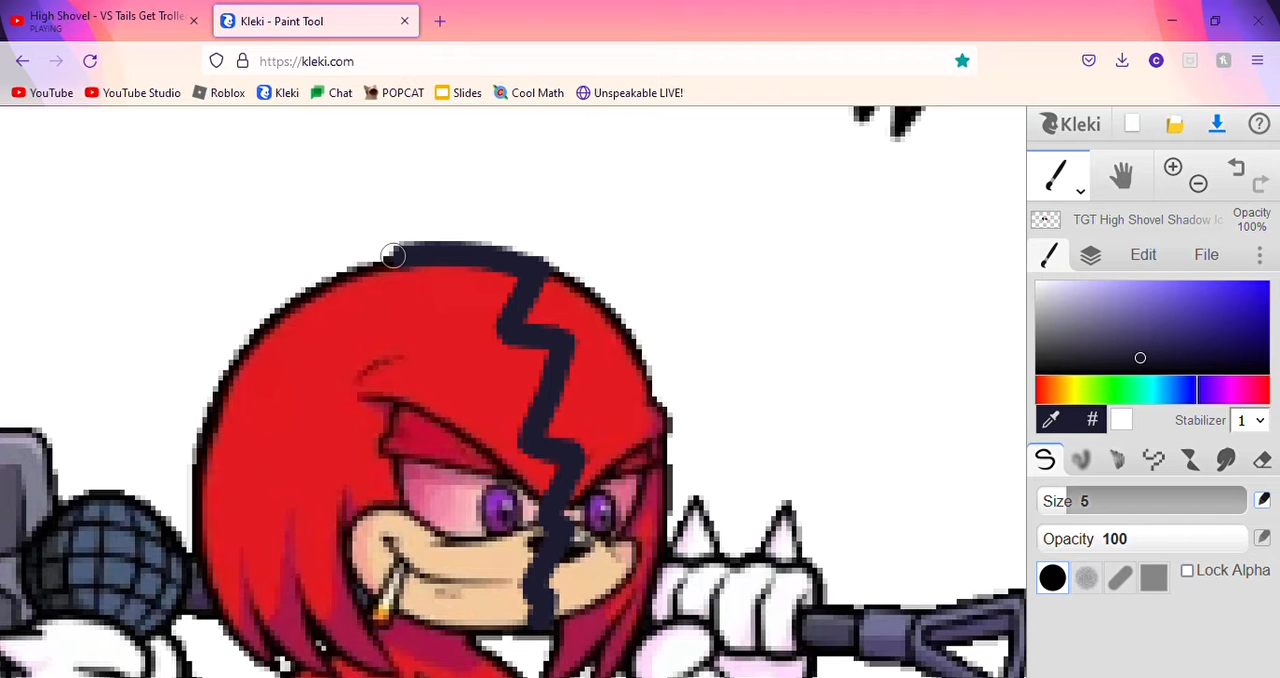 High Shovel - VS Tails Get Trolle
PLAYING
Kleki - Paint Tool
https://kleki.com
YouTube YouTube Studio Roblox Kleki Chat POPCAT Slides Cool Math Unspeakable LIVE!
Kleki
TGT High Shovel Shadow Ic
Opacity
100%
Edit File
# Stabilizer 1
Size 5
Opacity 100
Lock Alpha